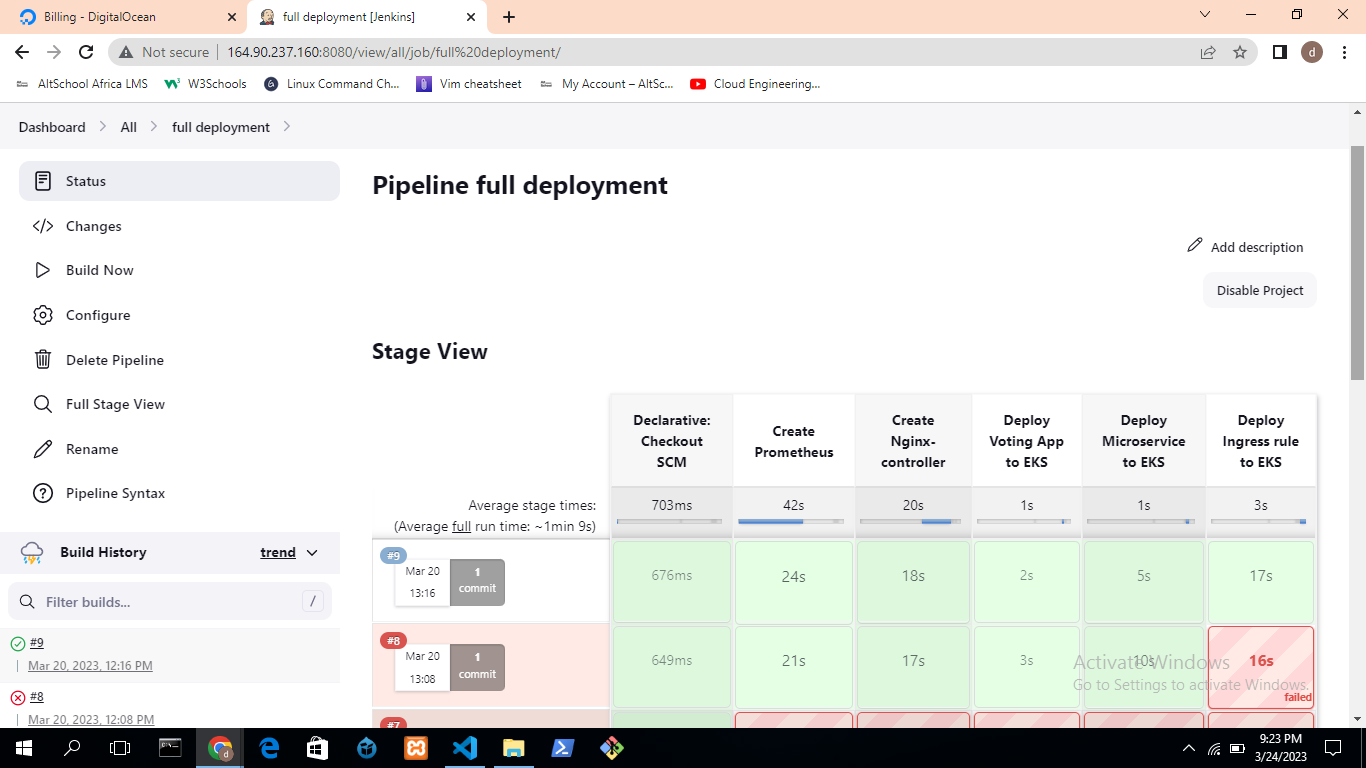 Billing - DigitalOcean
full deployment [Jenkins]
Not secure
164.90.237.160:8080/view/all/job/full%20deployment/
d
AltSchool Africa LMS
W3Schools
Linux Command Ch...
Vim cheatsheet
My Account – AltSc...
Cloud Engineering...
Dashboard
All
full deployment
Status
Changes
Build Now
Configure
Delete Pipeline
Full Stage View
Rename
Pipeline Syntax
Build History
trend
Filter builds...
/
#9
Mar 20, 2023, 12:16 PM
#8
Mar 20, 2023, 12:08 PM
Pipeline full deployment
Add description
Disable Project
Stage View
Declarative:
Checkout
SCM
Create
Prometheus
Create
Nginx-
controller
Deploy
Voting App
to EKS
Deploy
Microservice
to EKS
Deploy
Ingress rule
to EKS
Average stage times:
(Average full run time: ~1min 9s)
703ms
42s
20s
1s
1s
3s
#9
Mar 20
13:16
1
commit
676ms
24s
18s
2s
5s
17s
#8
Mar 20
13:08
1
commit
649ms
21s
17s
3s
10s
16s
failed
#7
Activate Windows
Go to Settings to activate Windows.
9:23 PM
3/24/2023